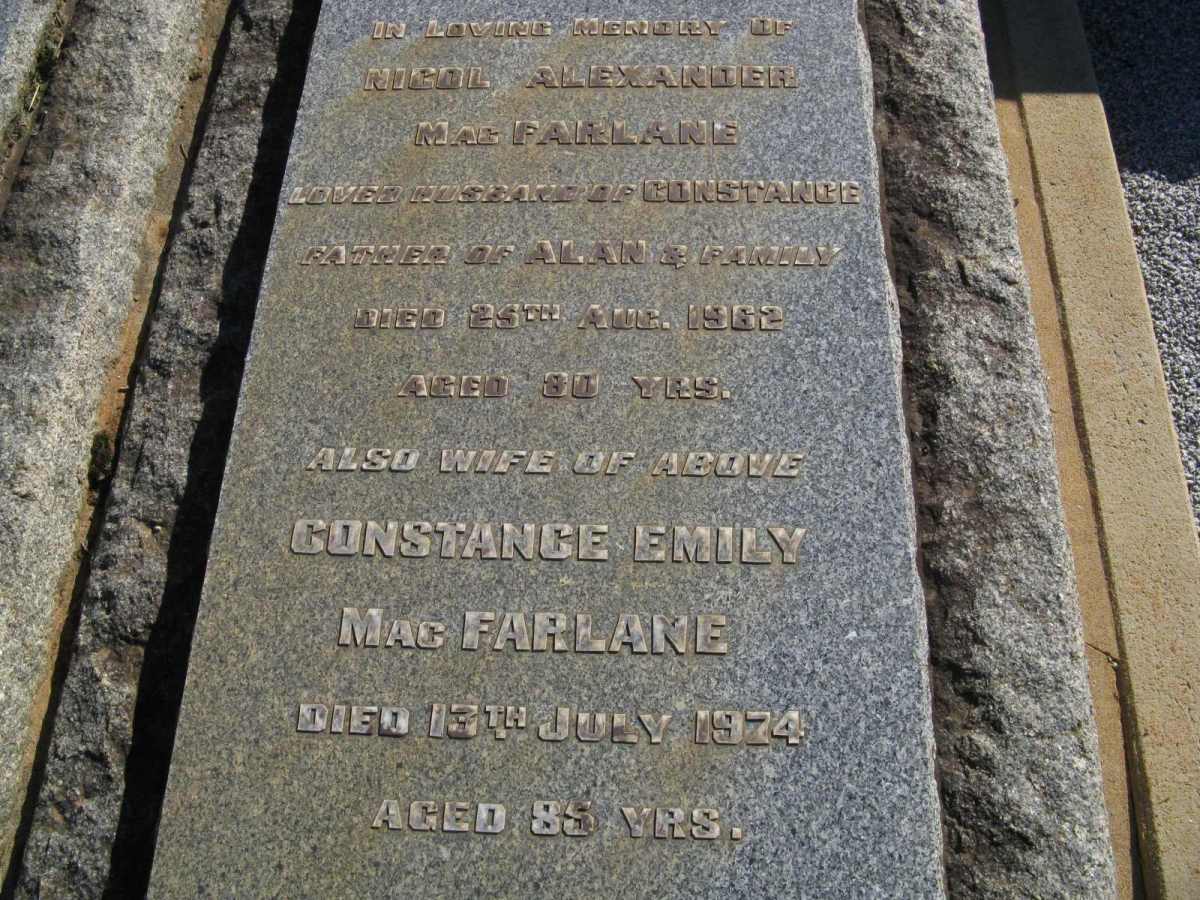 IN LOVING MEMORY OF
NICOL ALEXANDER
MAC FARLANE
LOVED HUSBAND OF CONSTANCE
FATHER OF ALAN & FAMILY
DIED 25TH AUG. 1962
AGED 80 YRS.
ALSO WIFE OF ABOVE
CONSTANCE EMILY
MAC FARLANE
DIED 13TH JULY 1974
AGED 85 YRS.